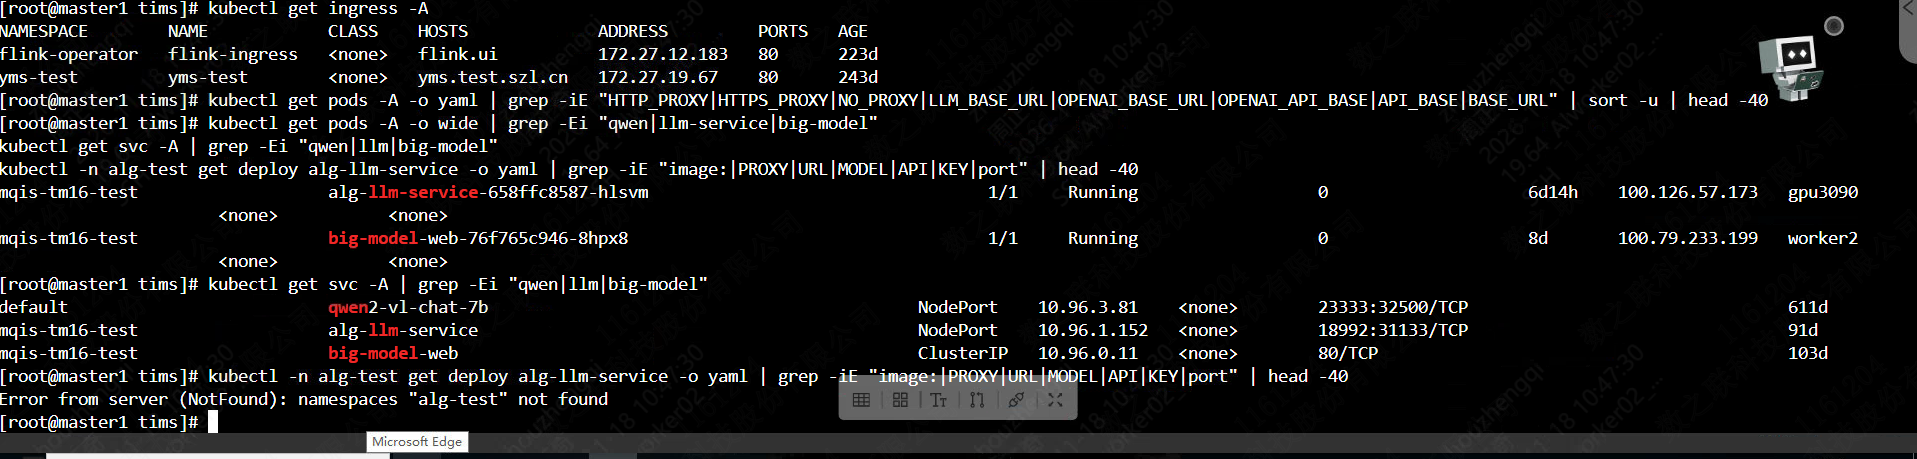 [root@master1 tims]# kubectl get ingress -A
NAMESPACE NAME CLASS HOSTS ADDRESS PORTS AGE
flink-operator flink-ingress <none> flink.ui 172.27.12.183 80 223d
yms-test yms-test <none> yms.test.szl.cn 172.27.19.67 80 243d
[root@master1 tims]# kubectl get pods -A -o yaml | grep -iE "HTTP_PROXY|HTTPS_PROXY|NO_PROXY|LLM_BASE_URL|OPENAI_BASE_URL|OPENAI_API_BASE|API_BASE|BASE_URL" | sort -u | head -40
[root@master1 tims]# kubectl get pods -A -o wide | grep -Ei "qwen|llm-service|big-model"
kubectl get svc -A | grep -Ei "qwen|llm|big-model"
kubectl -n alg-test get deploy alg-llm-service -o yaml | grep -iE "image:|PROXY|URL|MODEL|API|KEY|port" | head -40
mqis-tm16-test alg-llm-service-658ffc8587-hlsvm 1/1 Running 0 6d14h 100.126.57.173 gpu3090
<none> <none>
mqis-tm16-test big-model-web-76f765c946-8hpx8 1/1 Running 0 8d 100.79.233.199 worker2
<none> <none>
[root@master1 tims]# kubectl get svc -A | grep -Ei "qwen|llm|big-model"
default qwen2-vl-chat-7b NodePort 10.96.3.81 <none> 23333:32500/TCP 611d
mqis-tm16-test alg-llm-service NodePort 10.96.1.152 <none> 18992:31133/TCP 91d
mqis-tm16-test big-model-web ClusterIP 10.96.0.11 <none> 80/TCP 103d
[root@master1 tims]# kubectl -n alg-test get deploy alg-llm-service -o yaml | grep -iE "image:|PROXY|URL|MODEL|API|KEY|port" | head -40
Error from server (NotFound): namespaces "alg-test" not found
[root@master1 tims]#
Microsoft Edge